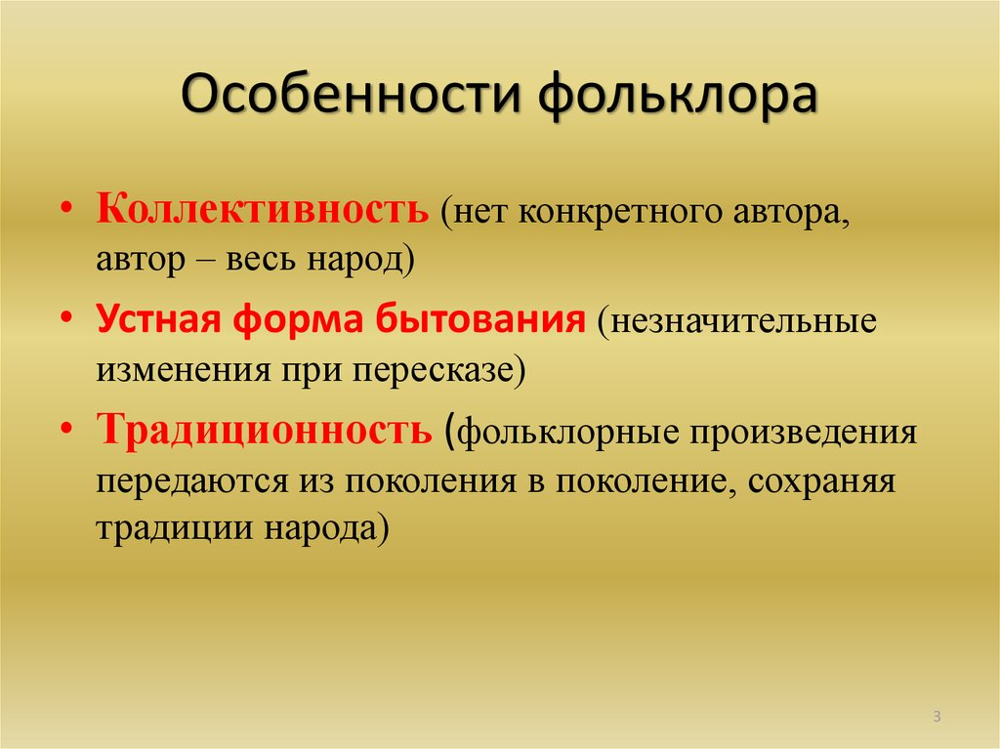 Особенности фольклора
• Коллективность (нет конкретного автора,
автор – весь народ)
• Устная форма бытования (незначительные
изменения при пересказе)
• Традиционность (фольклорные произведения
передаются из поколения в поколение, сохраняя
традиции народа)
3